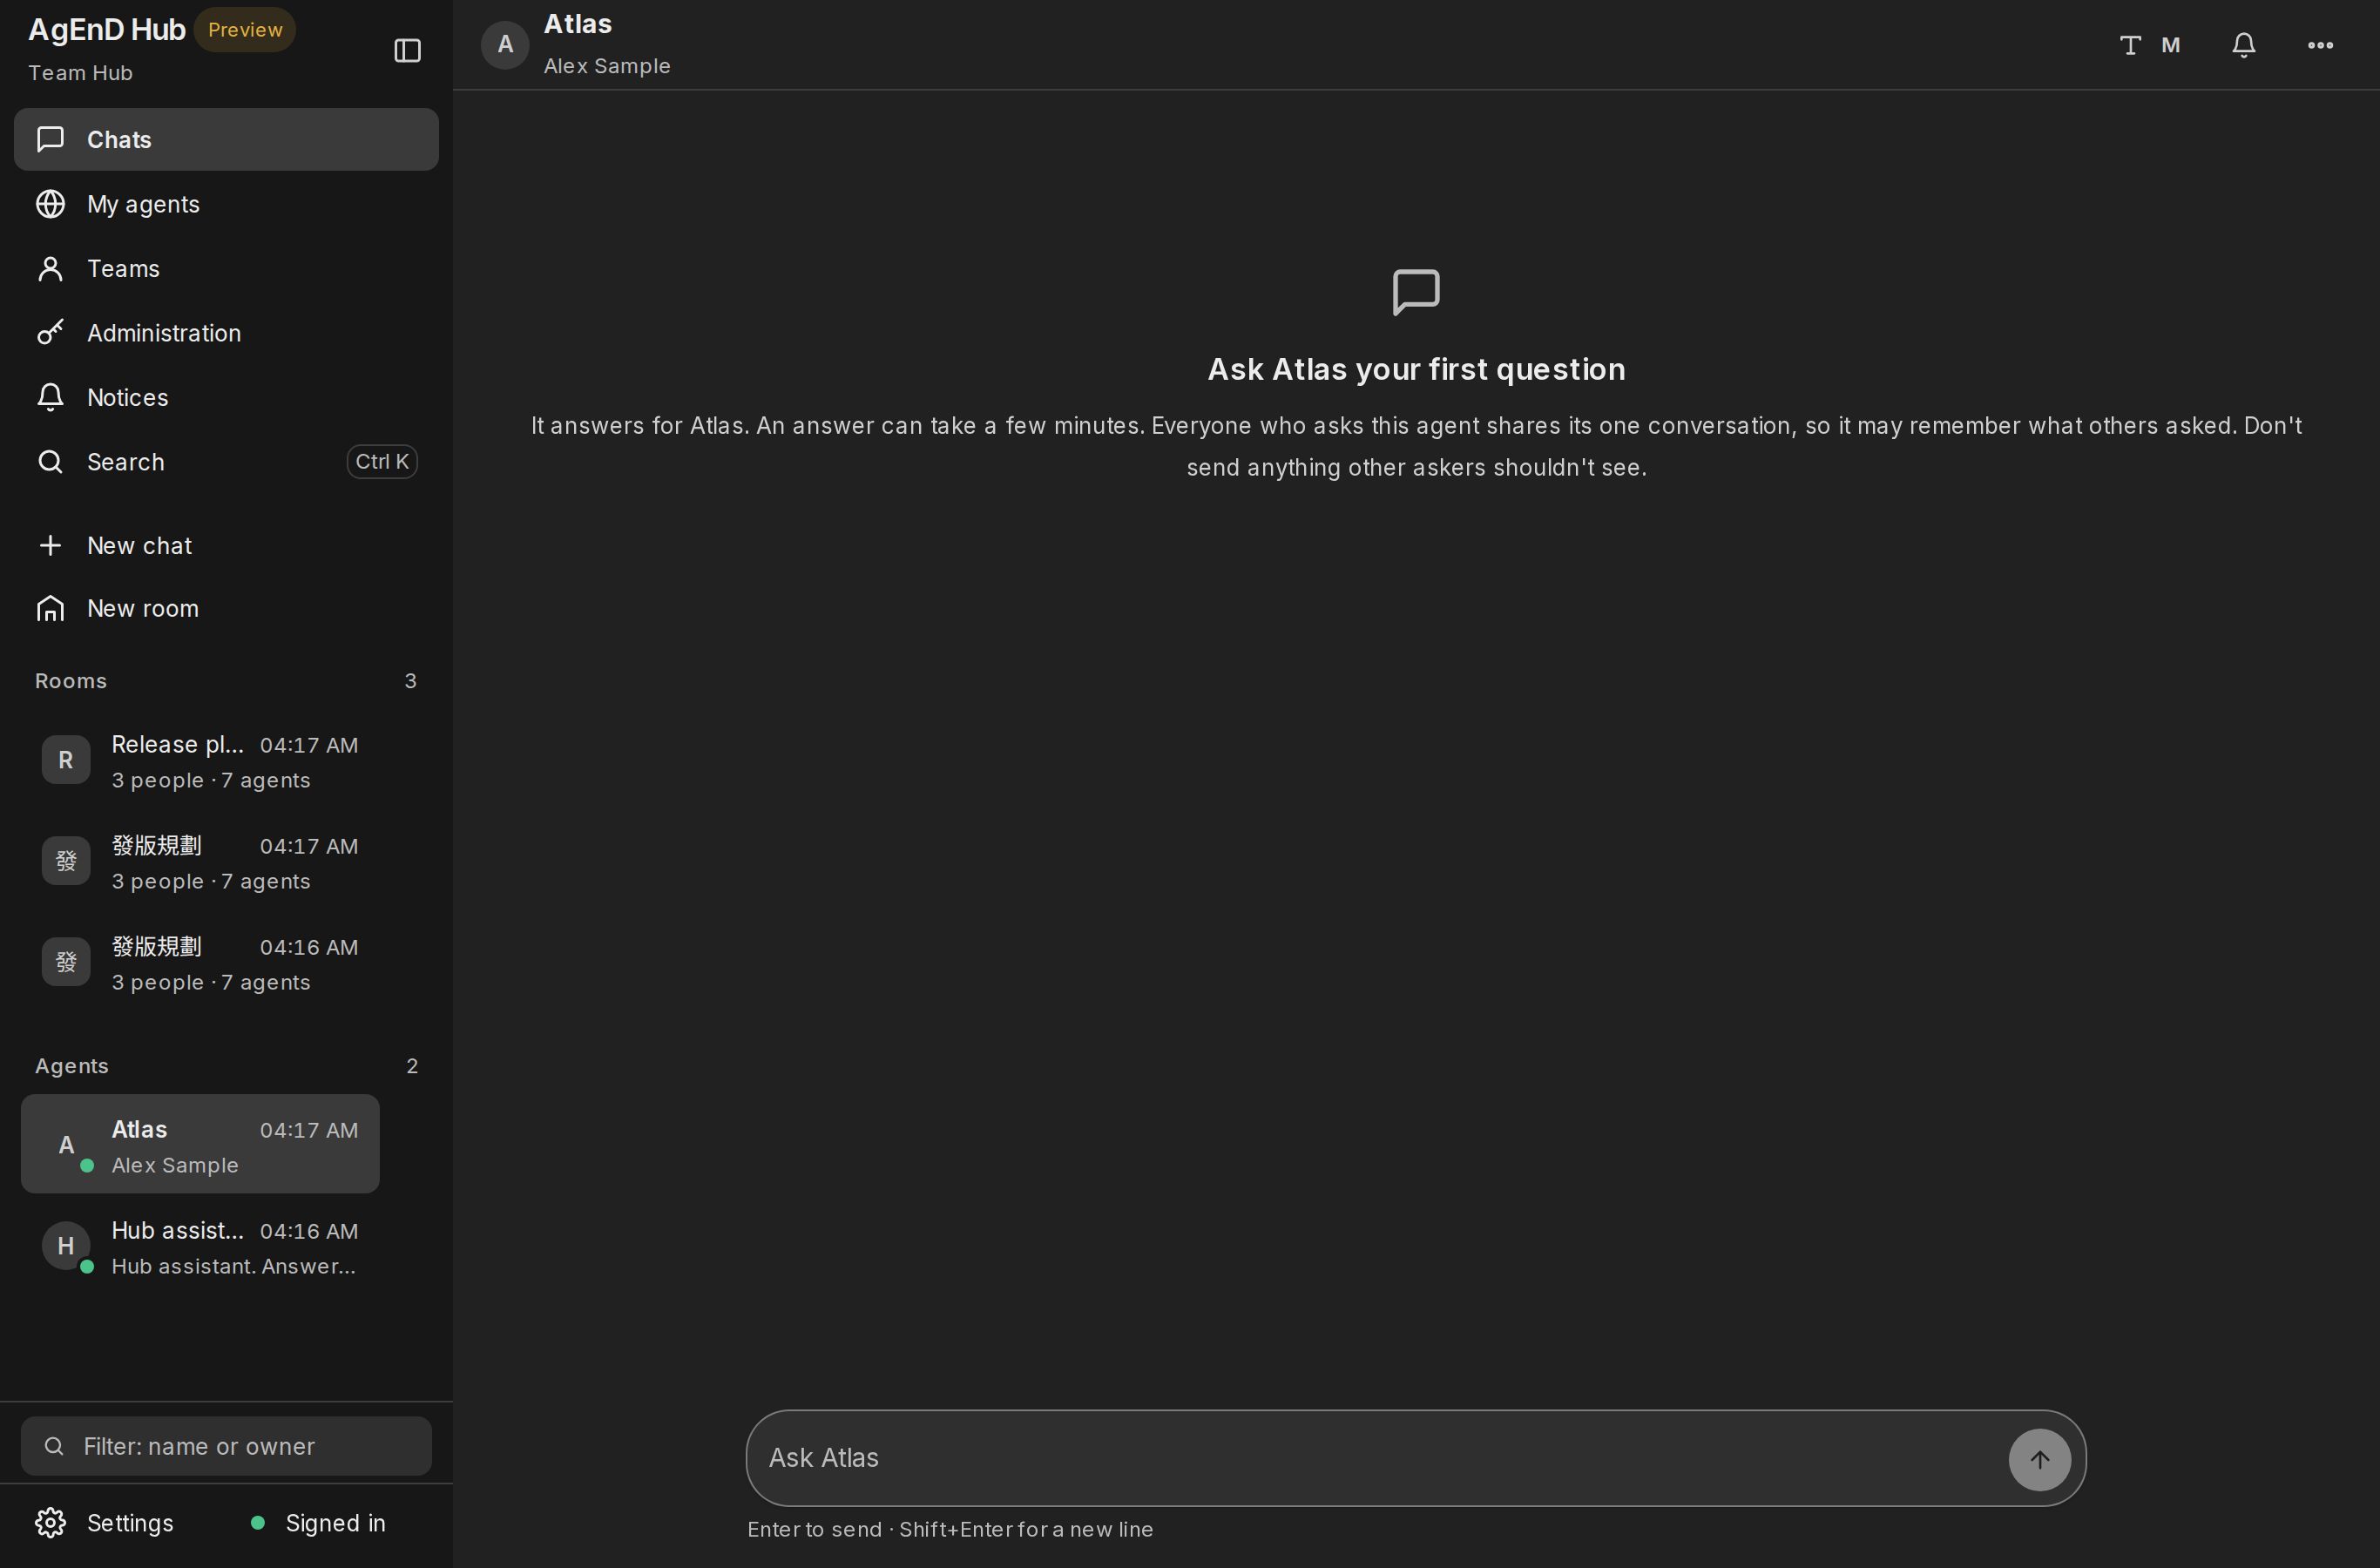 AgEnD Hub Preview
Team Hub
Chats
My agents
Teams
Administration
Notices
Search Ctrl K
New chat
New room
Rooms 3
R Release pl... 04:17 AM
3 people · 7 agents
發 發版規劃 04:17 AM
3 people · 7 agents
發 發版規劃 04:16 AM
3 people · 7 agents
Agents 2
A Atlas 04:17 AM
Alex Sample
H Hub assist... 04:16 AM
Hub assistant. Answer...
Filter: name or owner
Settings Signed in
A Atlas
Alex Sample
T M
Ask Atlas your first question
It answers for Atlas. An answer can take a few minutes. Everyone who asks this agent shares its one conversation, so it may remember what others asked. Don't
send anything other askers shouldn't see.
Ask Atlas
Enter to send · Shift+Enter for a new line